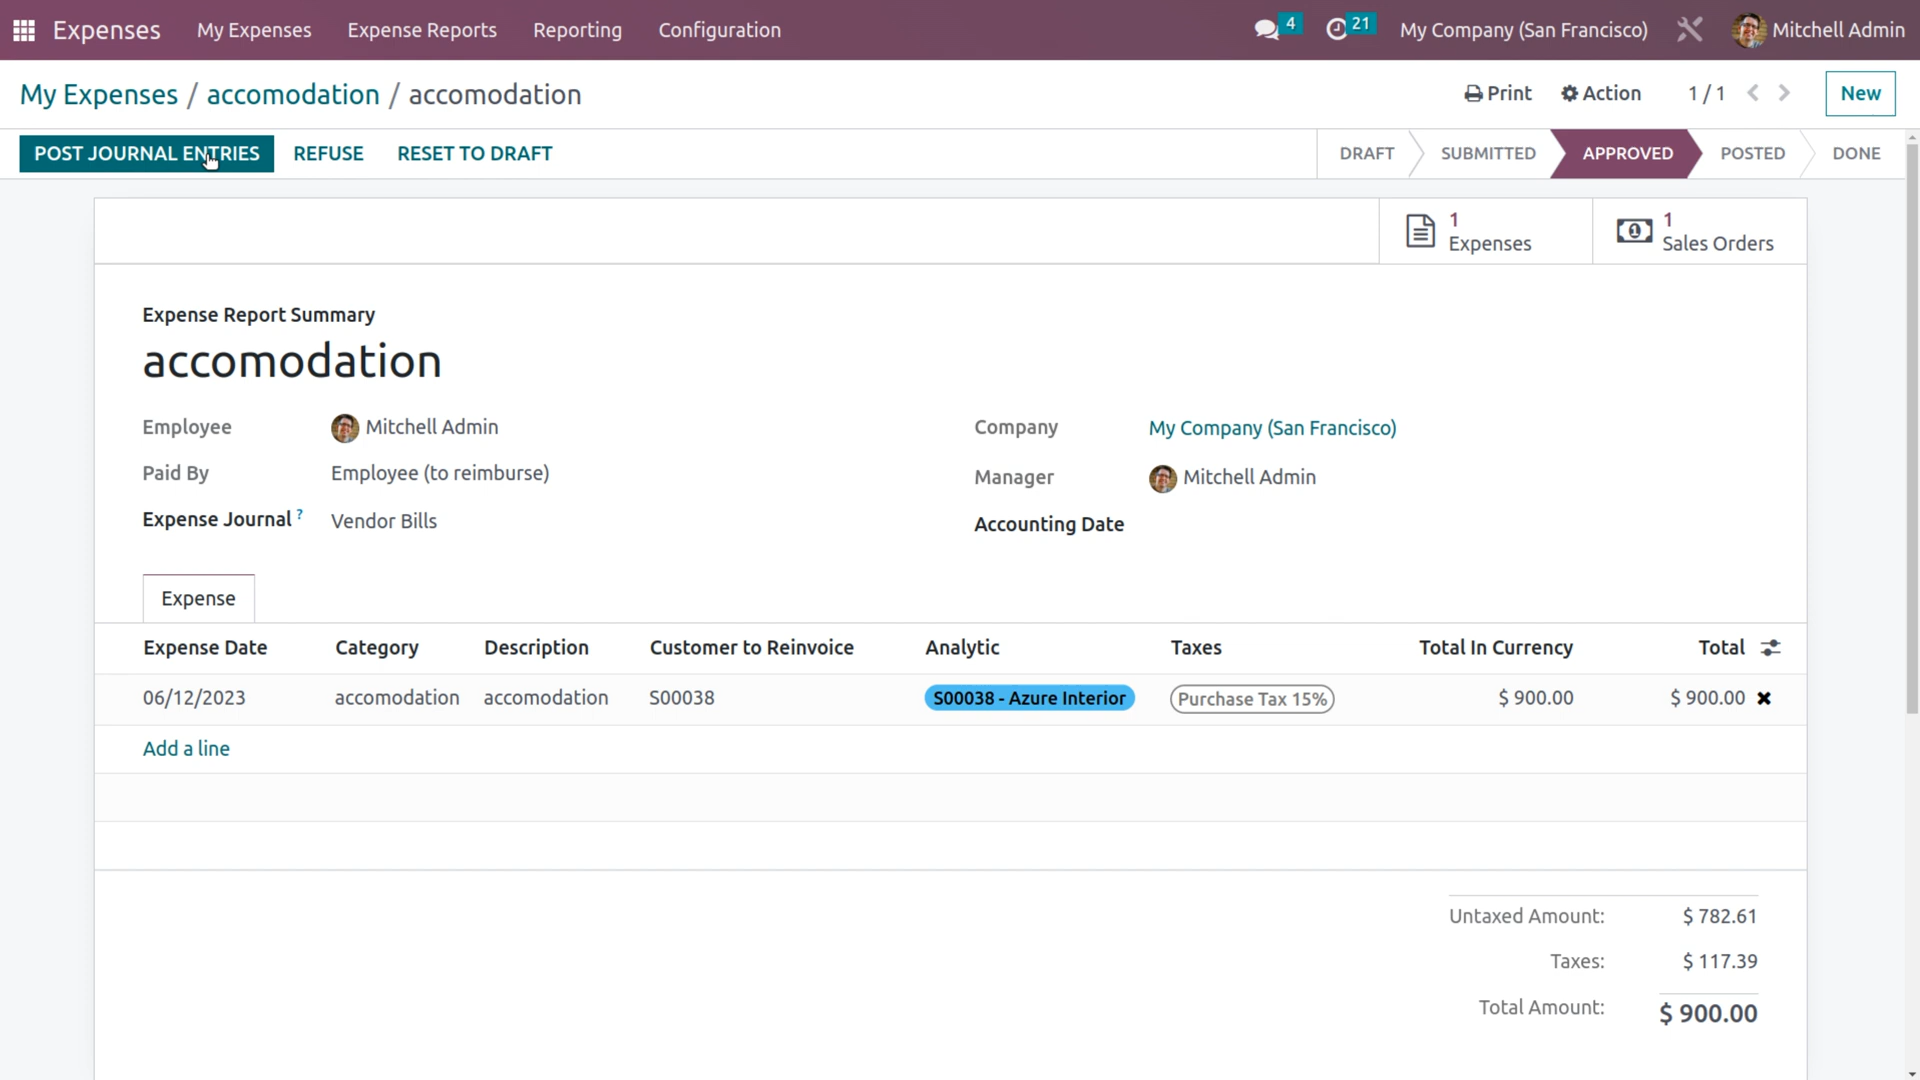 Expenses My Expenses Expense Reports Reporting Configuration 4 21 My Company (San Francisco) Mitchell Admin
My Expenses / accomodation / accomodation Print Action 1 / 1 New
POST JOURNAL ENTRIES REFUSE RESET TO DRAFT DRAFT SUBMITTED APPROVED POSTED DONE
1 Expenses
1 Sales Orders
Expense Report Summary
accomodation
Employee Mitchell Admin Company My Company (San Francisco)
Paid By Employee (to reimburse) Manager Mitchell Admin
Expense Journal ? Vendor Bills Accounting Date
Expense
Expense Date Category Description Customer to Reinvoice Analytic Taxes Total In Currency Total
06/12/2023 accomodation accomodation S00038 S00038 - Azure Interior Purchase Tax 15% $ 900.00 $ 900.00
Add a line
Untaxed Amount: $ 782.61
Taxes: $ 117.39
Total Amount: $ 900.00